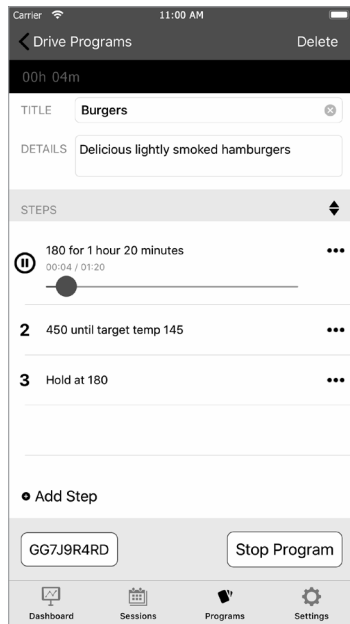 Carrier 11:00 AM
Drive Programs Delete
00h 04m
TITLE Burgers
DETAILS Delicious lightly smoked hamburgers
STEPS
180 for 1 hour 20 minutes
00:04 / 01:20
2 450 until target temp 145
3 Hold at 180
Add Step
GG7J9R4RD Stop Program
Dashboard Sessions Programs Settings